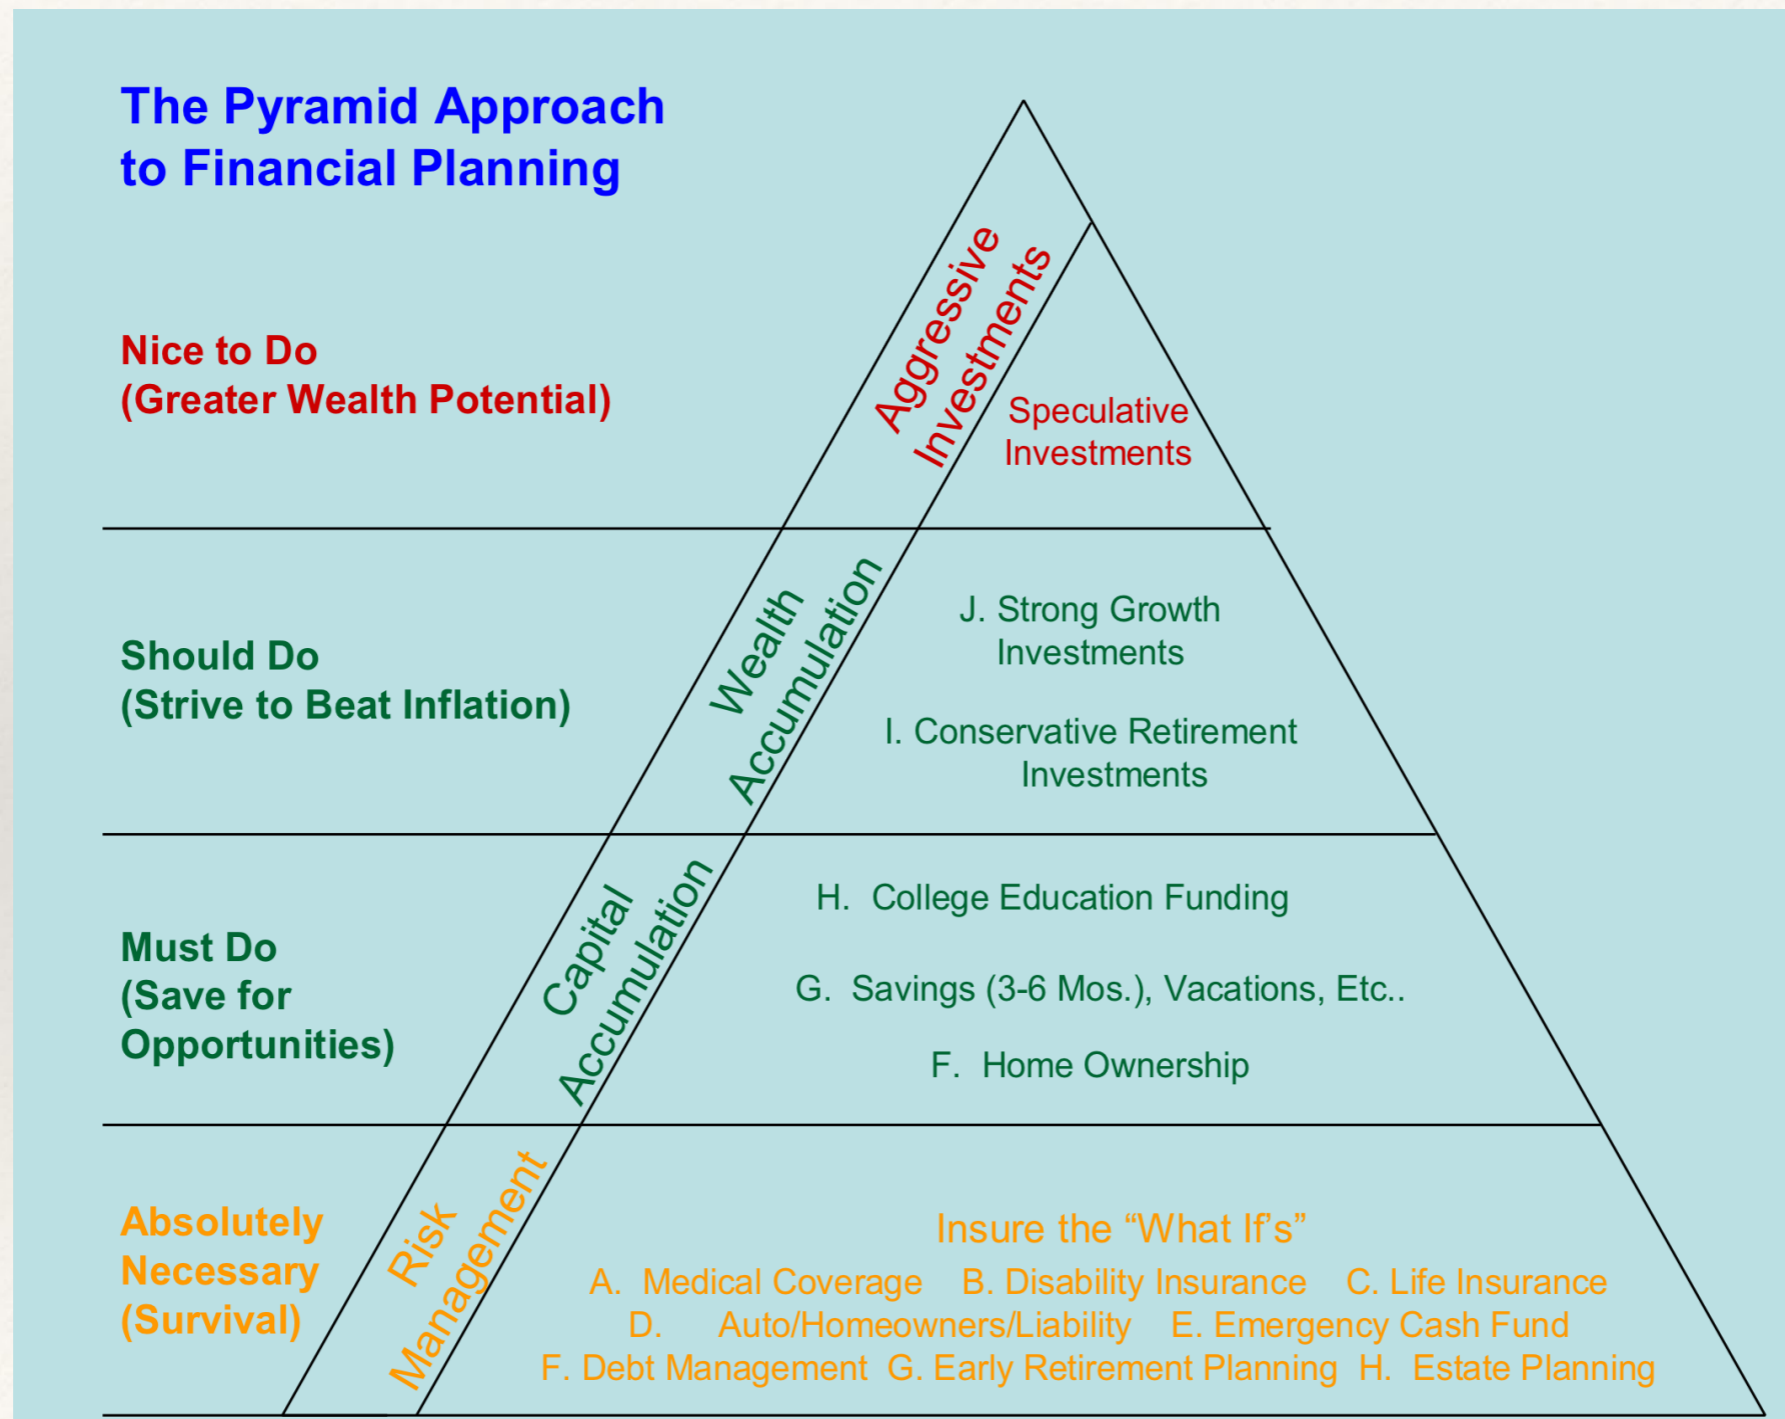 The Pyramid Approach
to Financial Planning
Nice to Do
(Greater Wealth Potential)
Aggressive
Investments
Speculative
Investments
Should Do
(Strive to Beat Inflation)
Wealth
Accumulation
J. Strong Growth
Investments
I. Conservative Retirement
Investments
Must Do
(Save for
Opportunities)
Capital
Accumulation
H. College Education Funding
G. Savings (3-6 Mos.), Vacations, Etc..
F. Home Ownership
Absolutely
Necessary
(Survival)
Risk
Management
Insure the “What If’s”
A. Medical Coverage B. Disability Insurance C. Life Insurance
D. Auto/Homeowners/Liability E. Emergency Cash Fund
F. Debt Management G. Early Retirement Planning H. Estate Planning